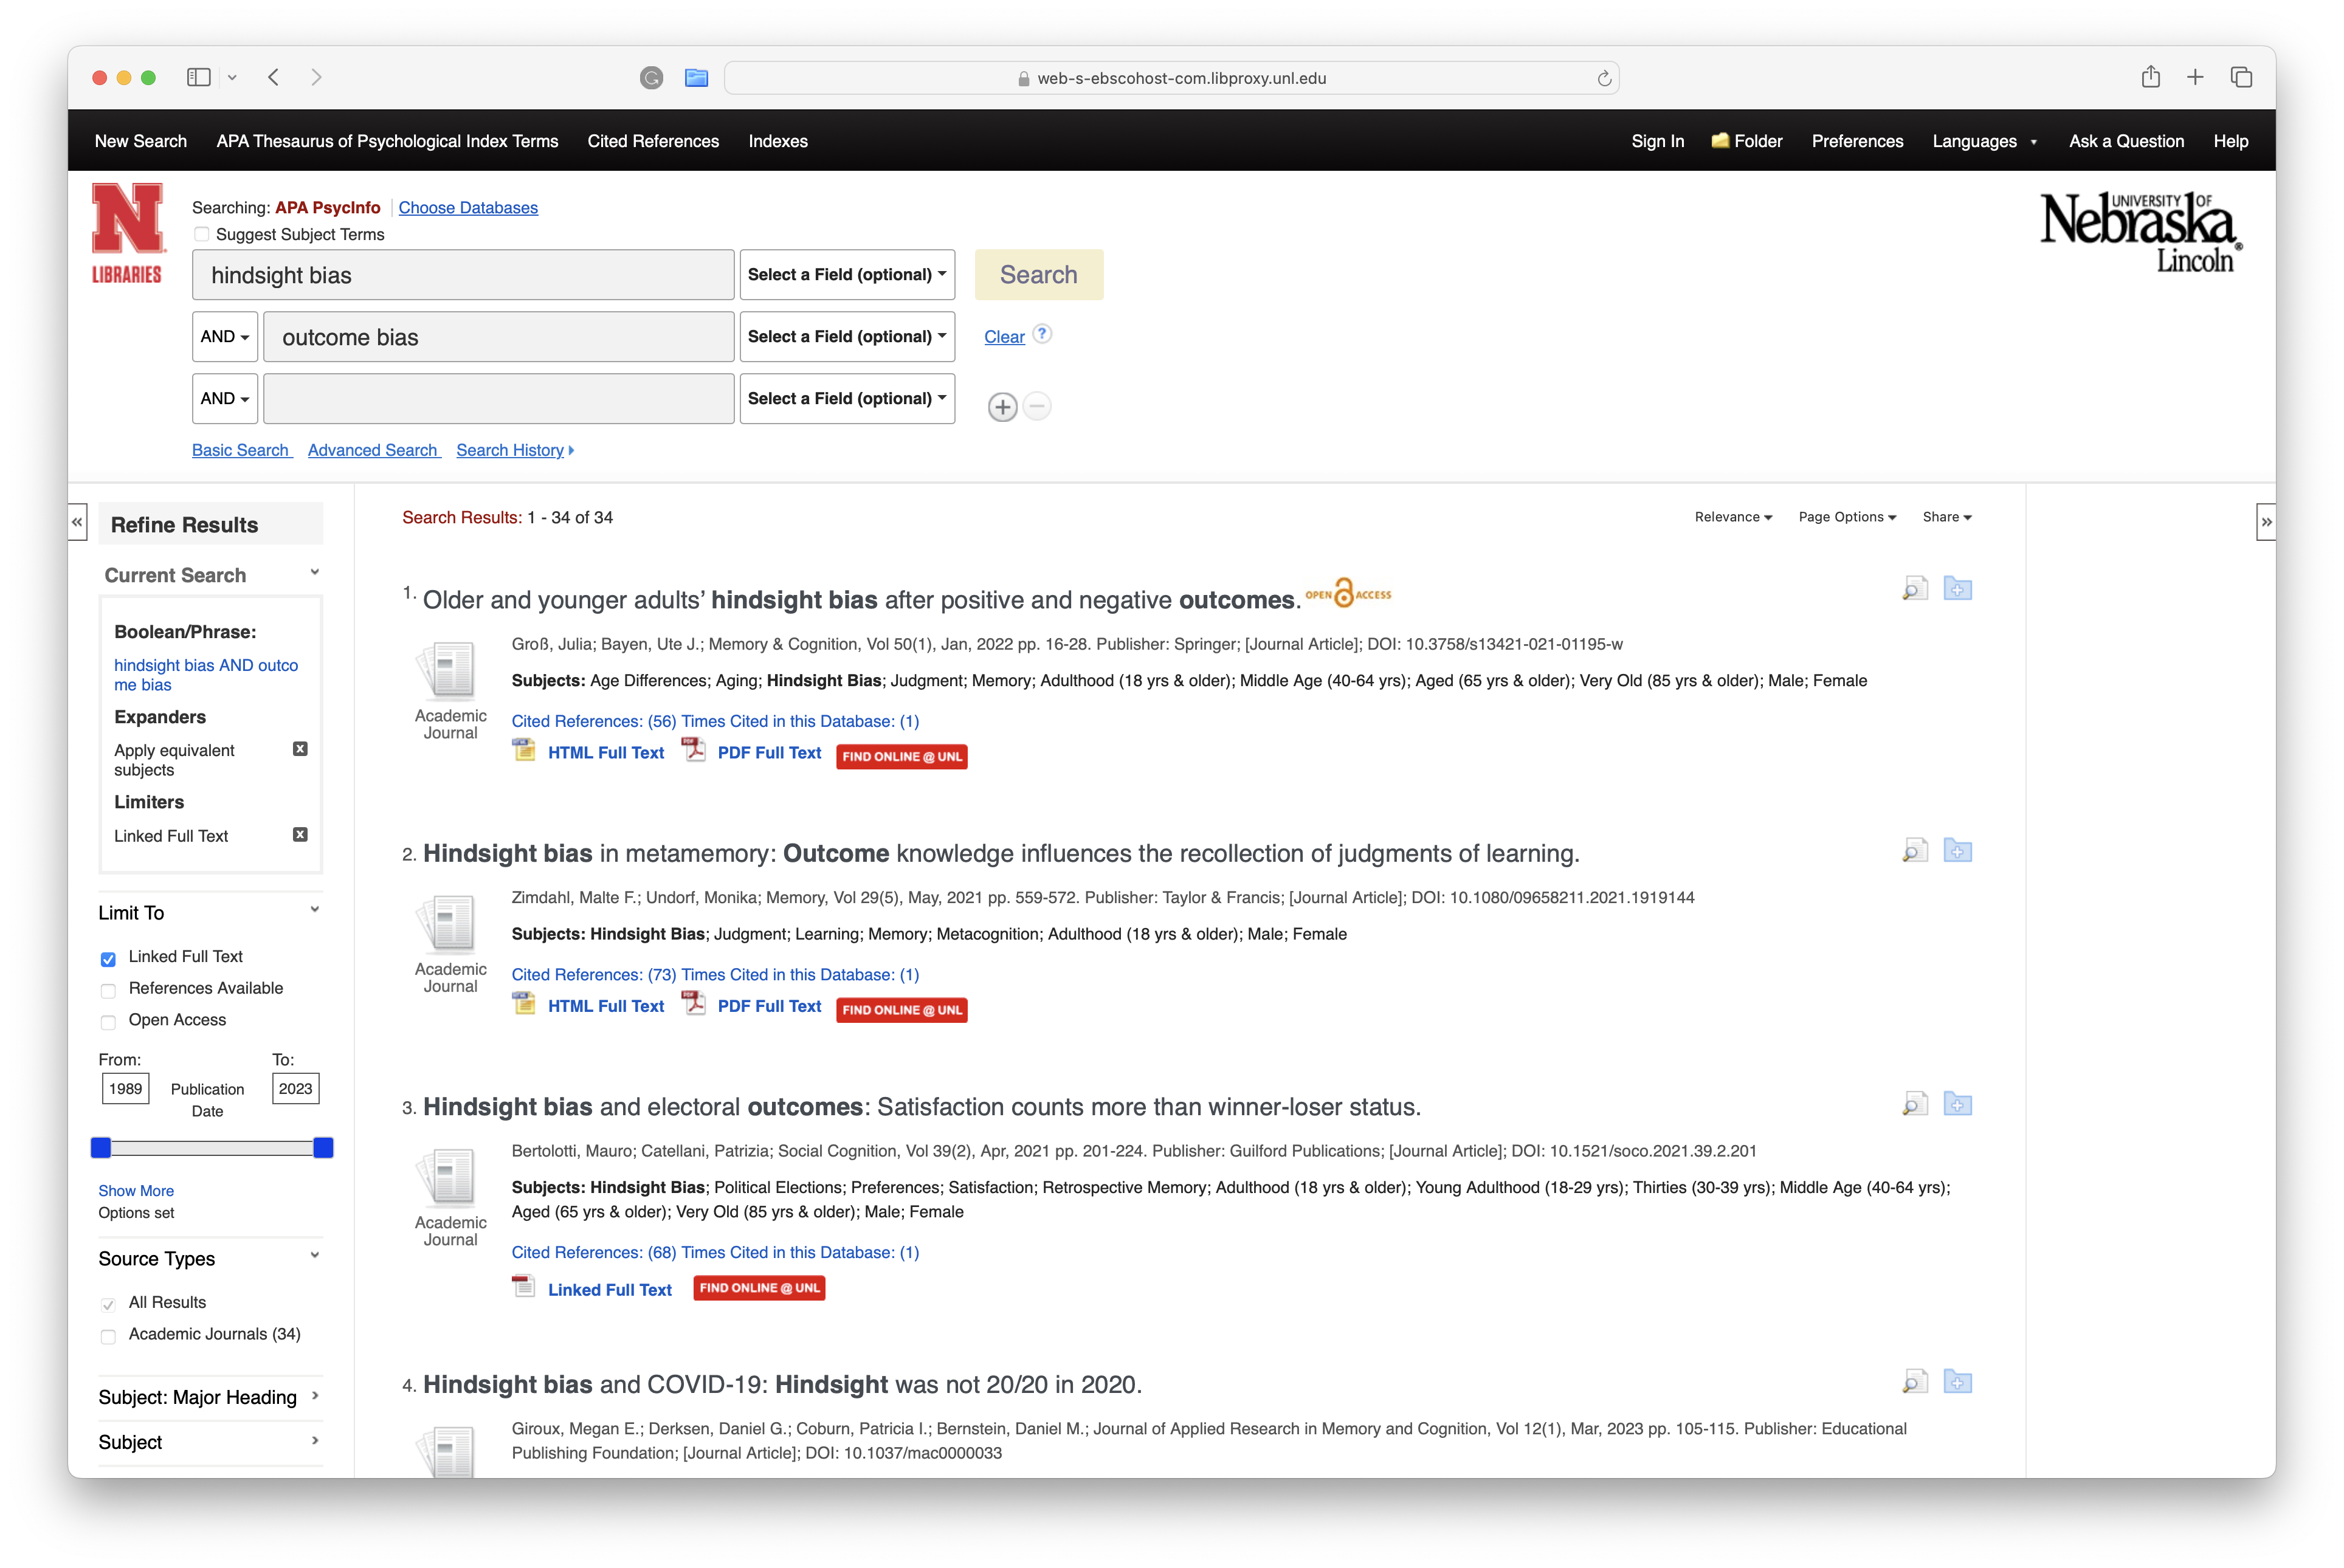 web-s-ebscohost-com.libproxy.unl.edu
New Search APA Thesaurus of Psychological Index Terms Cited References Indexes Sign In Folder Preferences Languages Ask a Question Help
N
LIBRARIES
UNIVERSITY OF
Nebraska®
Lincoln
Searching: APA PsycInfo Choose Databases
Suggest Subject Terms
hindsight bias Select a Field (optional) Search
AND outcome bias Select a Field (optional) Clear ?
AND Select a Field (optional)
Basic Search Advanced Search Search History
« Refine Results
Current Search
Boolean/Phrase:
hindsight bias AND outco
me bias
Expanders
Apply equivalent
subjects
Limiters
Linked Full Text
Limit To
Linked Full Text
References Available
Open Access
From: To:
1989 Publication 2023
Date
Show More
Options set
Source Types
All Results
Academic Journals (34)
Subject: Major Heading
Subject
Search Results: 1 - 34 of 34 Relevance Page Options Share »
1. Older and younger adults’ hindsight bias after positive and negative outcomes. OPEN ACCESS
Groß, Julia; Bayen, Ute J.; Memory & Cognition, Vol 50(1), Jan, 2022 pp. 16-28. Publisher: Springer; [Journal Article]; DOI: 10.3758/s13421-021-01195-w
Subjects: Age Differences; Aging; Hindsight Bias; Judgment; Memory; Adulthood (18 yrs & older); Middle Age (40-64 yrs); Aged (65 yrs & older); Very Old (85 yrs & older); Male; Female
Academic
Journal
Cited References: (56) Times Cited in this Database: (1)
HTML Full Text PDF PDF Full Text FIND ONLINE @ UNL
2. Hindsight bias in metamemory: Outcome knowledge influences the recollection of judgments of learning.
Zimdahl, Malte F.; Undorf, Monika; Memory, Vol 29(5), May, 2021 pp. 559-572. Publisher: Taylor & Francis; [Journal Article]; DOI: 10.1080/09658211.2021.1919144
Subjects: Hindsight Bias; Judgment; Learning; Memory; Metacognition; Adulthood (18 yrs & older); Male; Female
Academic
Journal
Cited References: (73) Times Cited in this Database: (1)
HTML Full Text PDF PDF Full Text FIND ONLINE @ UNL
3. Hindsight bias and electoral outcomes: Satisfaction counts more than winner-loser status.
Bertolotti, Mauro; Catellani, Patrizia; Social Cognition, Vol 39(2), Apr, 2021 pp. 201-224. Publisher: Guilford Publications; [Journal Article]; DOI: 10.1521/soco.2021.39.2.201
Subjects: Hindsight Bias; Political Elections; Preferences; Satisfaction; Retrospective Memory; Adulthood (18 yrs & older); Young Adulthood (18-29 yrs); Thirties (30-39 yrs); Middle Age (40-64 yrs);
Aged (65 yrs & older); Very Old (85 yrs & older); Male; Female
Academic
Journal
Cited References: (68) Times Cited in this Database: (1)
Linked Full Text FIND ONLINE @ UNL
4. Hindsight bias and COVID-19: Hindsight was not 20/20 in 2020.
Giroux, Megan E.; Derksen, Daniel G.; Coburn, Patricia I.; Bernstein, Daniel M.; Journal of Applied Research in Memory and Cognition, Vol 12(1), Mar, 2023 pp. 105-115. Publisher: Educational
Publishing Foundation; [Journal Article]; DOI: 10.1037/mac0000033